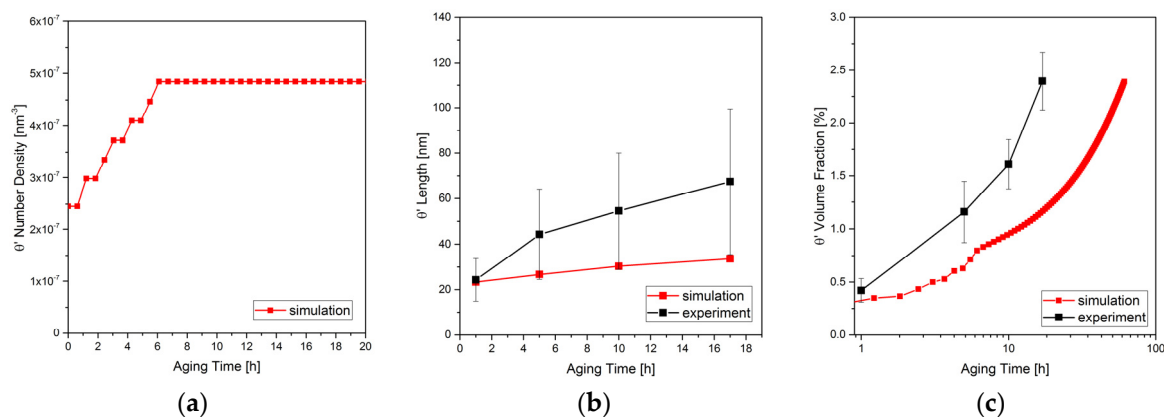 6x10⁻⁷
5x10⁻⁷
4x10⁻⁷
3x10⁻⁷
2x10⁻⁷
1x10⁻⁷
0
θ' Number Density [nm⁻³]
simulation
0 2 4 6 8 10 12 14 16 18 20
Aging Time [h]
(a)
140
120
100
80
60
40
20
0
θ' Length [nm]
simulation
experiment
0 2 4 6 8 10 12 14 16 18
Aging Time [h]
(b)
3.0
2.5
2.0
1.5
1.0
0.5
0.0
θ' Volume Fraction [%]
simulation
experiment
1 10 100
Aging Time [h]
(c)